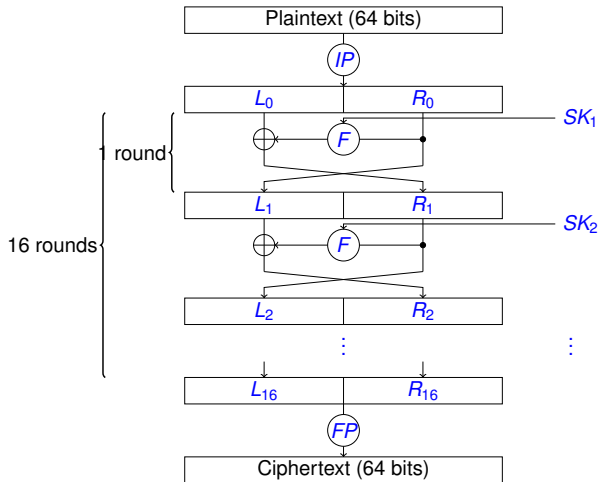 Plaintext (64 bits)
IP
L0 R0
F SK1
1 round
L1 R1
16 rounds
F SK2
L2 R2
⋮ ⋮
L16 R16
FP
Ciphertext (64 bits)